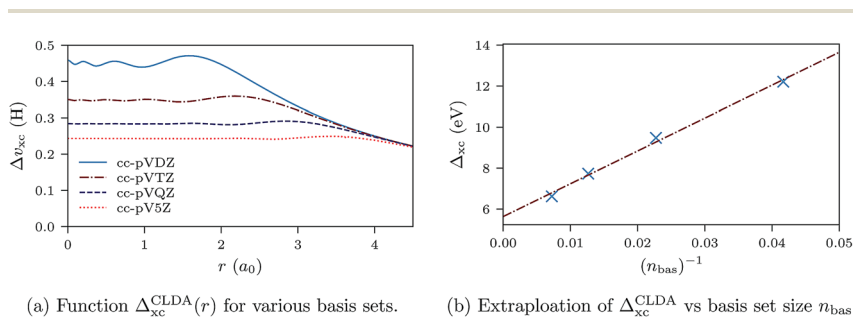 0.5
0.4
0.3
0.2
0.1
0.0
Δv_xc (H)
cc-pVDZ
cc-pVTZ
cc-pVQZ
cc-pV5Z
0 1 2 3 4
r (a₀)
14
12
10
8
6
Δ_xc (eV)
0.00 0.01 0.02 0.03 0.04 0.05
(n_bas)⁻¹
(a) Function Δ_xc^CLDA(r) for various basis sets.
(b) Extraploation of Δ_xc^CLDA vs basis set size n_bas